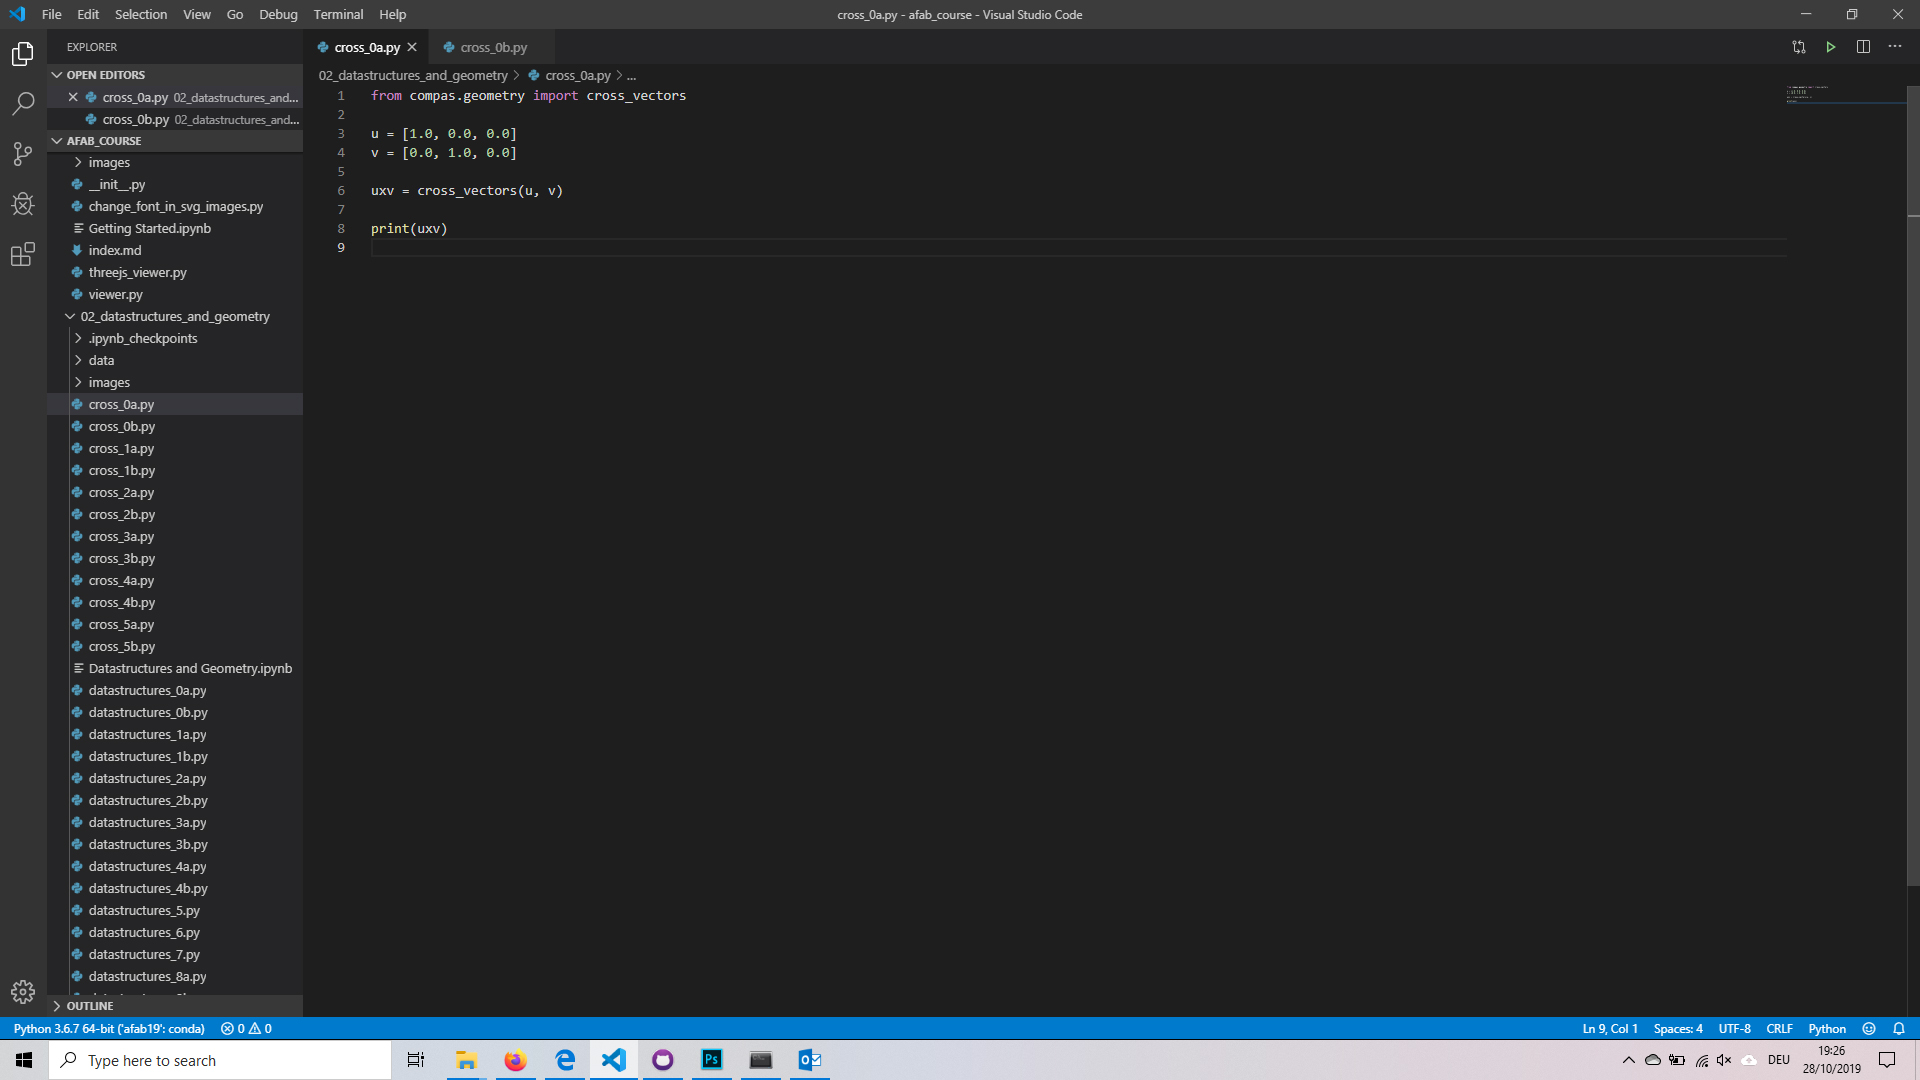 File Edit Selection View Go Debug Terminal Help
cross_0a.py - afab_course - Visual Studio Code
EXPLORER
OPEN EDITORS
cross_0a.py 02_datastructures_and...
cross_0b.py 02_datastructures_and...
AFAB_COURSE
images
__init__.py
change_font_in_svg_images.py
Getting Started.ipynb
index.md
threejs_viewer.py
viewer.py
02_datastructures_and_geometry
.ipynb_checkpoints
data
images
cross_0a.py
cross_0b.py
cross_1a.py
cross_1b.py
cross_2a.py
cross_2b.py
cross_3a.py
cross_3b.py
cross_4a.py
cross_4b.py
cross_5a.py
cross_5b.py
Datastructures and Geometry.ipynb
datastructures_0a.py
datastructures_0b.py
datastructures_1a.py
datastructures_1b.py
datastructures_2a.py
datastructures_2b.py
datastructures_3a.py
datastructures_3b.py
datastructures_4a.py
datastructures_4b.py
datastructures_5.py
datastructures_6.py
datastructures_7.py
datastructures_8a.py
OUTLINE
cross_0a.py cross_0b.py
02_datastructures_and_geometry > cross_0a.py > ...
1 from compas.geometry import cross_vectors
2
3 u = [1.0, 0.0, 0.0]
4 v = [0.0, 1.0, 0.0]
5
6 uxv = cross_vectors(u, v)
7
8 print(uxv)
9
Python 3.6.7 64-bit ('afab19': conda) 0 0
Ln 9, Col 1 Spaces: 4 UTF-8 CRLF Python
Type here to search
Ps
DEU
19:26
28/10/2019